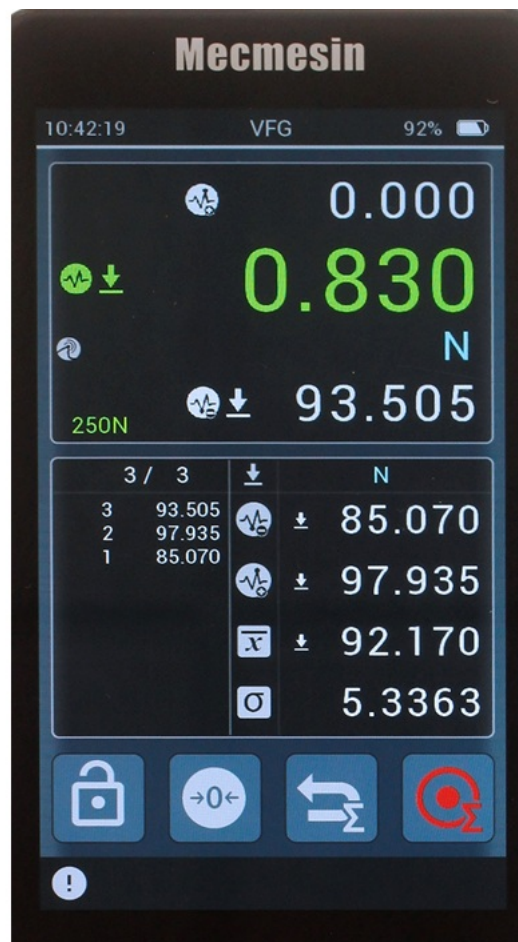 Mecmesin
10:42:19 VFG 92%
0.000
0.830
N
250N 93.505
3 / 3 N
3 93.505
2 97.935
1 85.070
85.070
97.935
x̅ 92.170
σ 5.3363
→0← Σ Σ
!